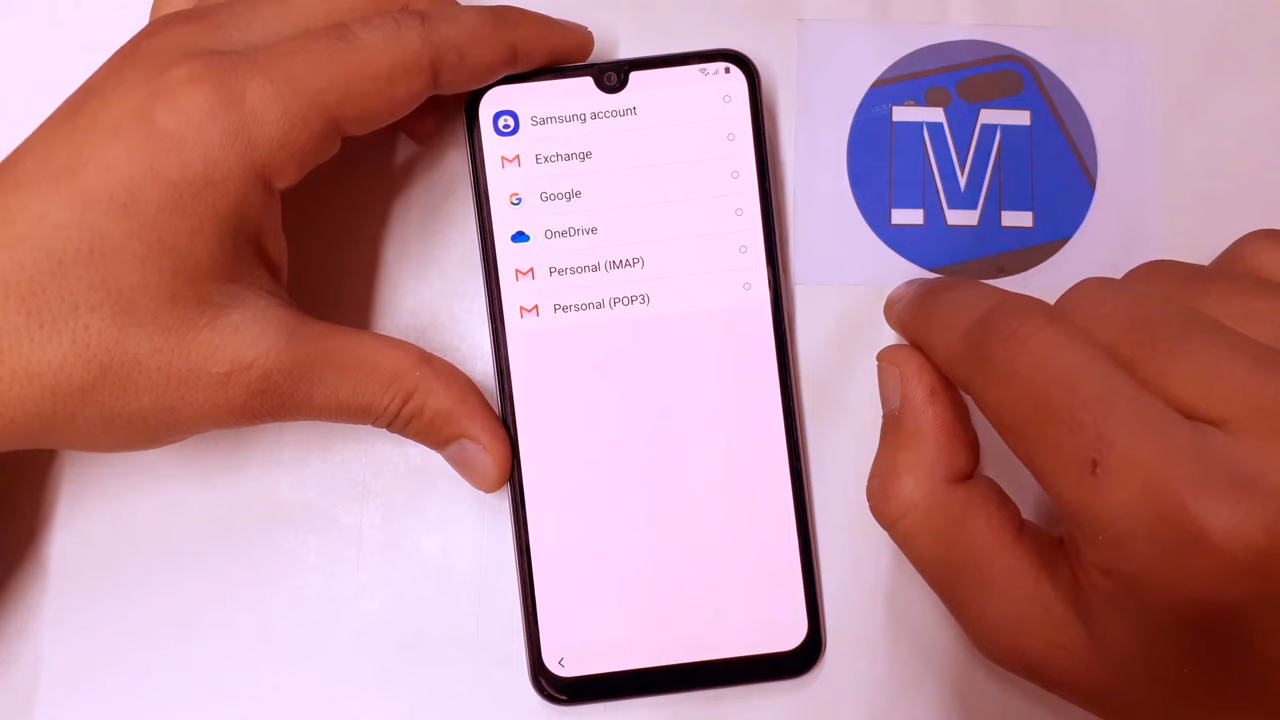 Samsung account
Exchange
Google
OneDrive
Personal (IMAP)
Personal (POP3)
M